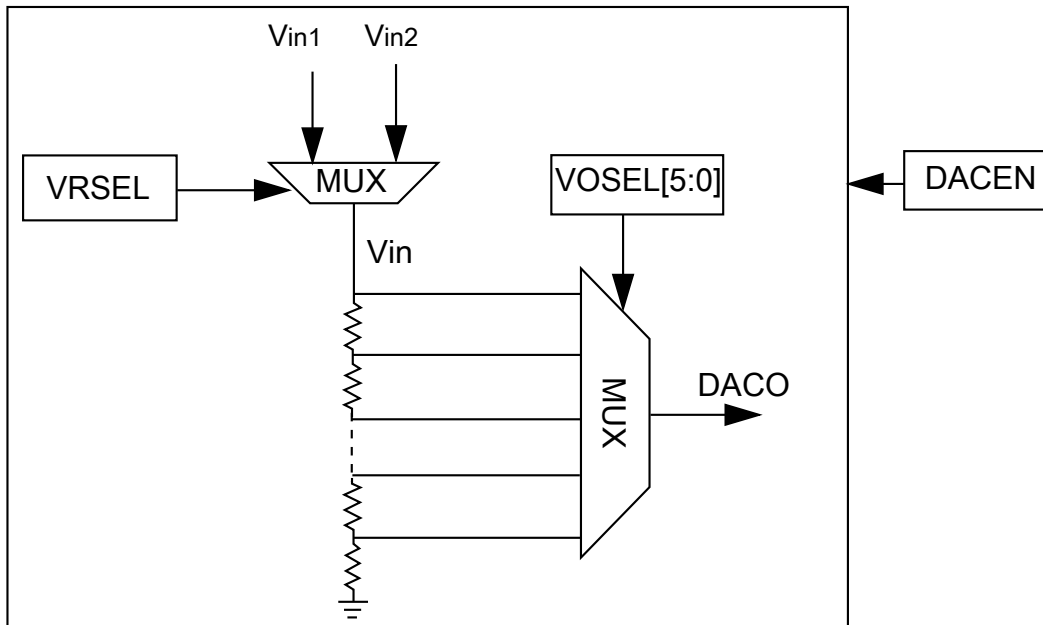 Vin1 Vin2
VRSEL
MUX
VOSEL[5:0]
DACEN
Vin
MUX
DACO